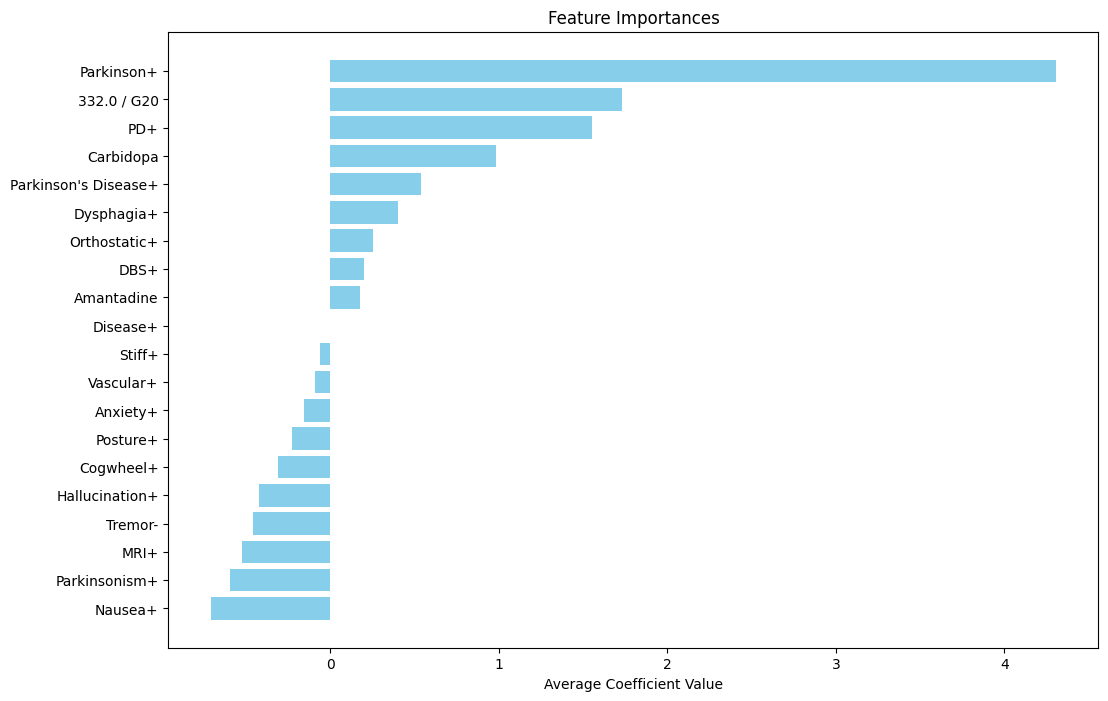 Feature Importances
Parkinson+
332.0 / G20
PD+
Carbidopa
Parkinson's Disease+
Dysphagia+
Orthostatic+
DBS+
Amantadine
Disease+
Stiff+
Vascular+
Anxiety+
Posture+
Cogwheel+
Hallucination+
Tremor-
MRI+
Parkinsonism+
Nausea+
0 1 2 3 4
Average Coefficient Value